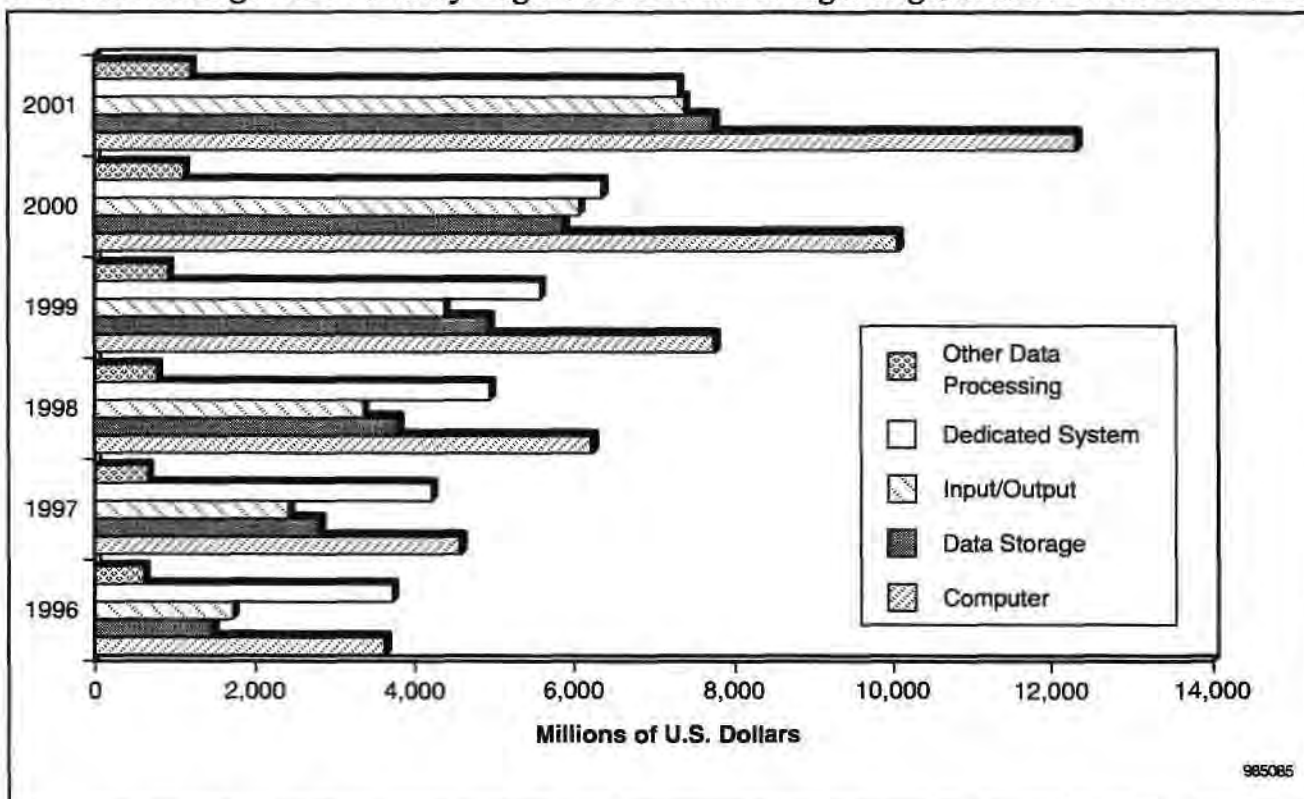 2001
2000
1999
1998
1997
1996
Other Data
Processing
Dedicated System
Input/Output
Data Storage
Computer
0 2,000 4,000 6,000 8,000 10,000 12,000 14,000
Millions of U.S. Dollars
985085